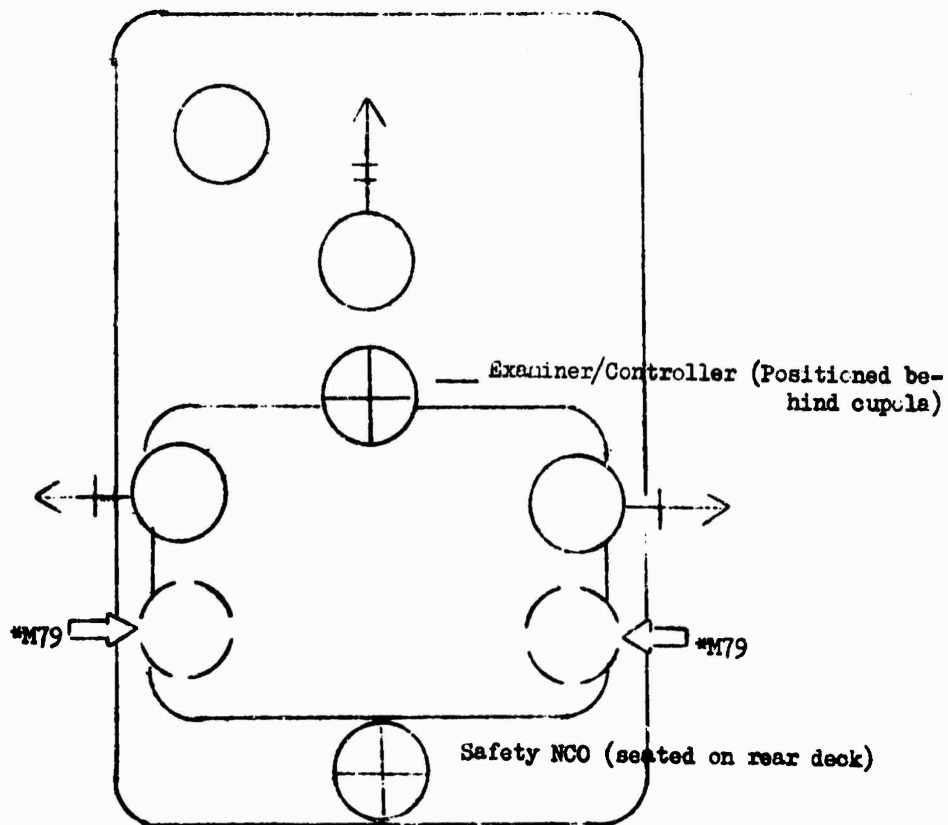 Examiner/Controller (Positioned be-
hind cupola)
*M79
*M79
Safety NCO (seated on rear deck)